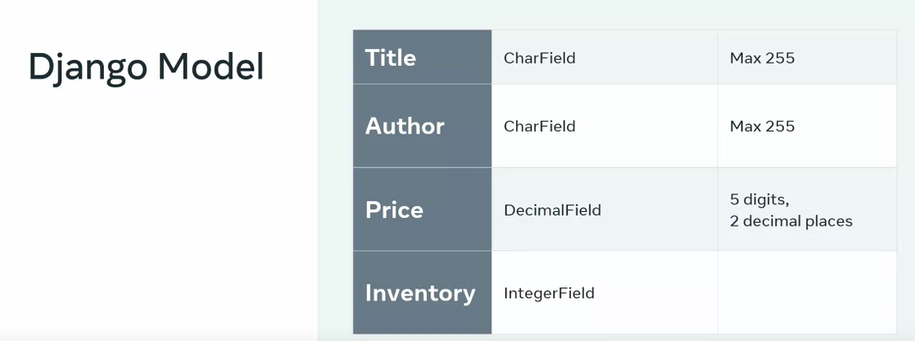 Django Model
Title CharField Max 255
Author CharField Max 255
Price DecimalField 5 digits,
2 decimal places
Inventory IntegerField